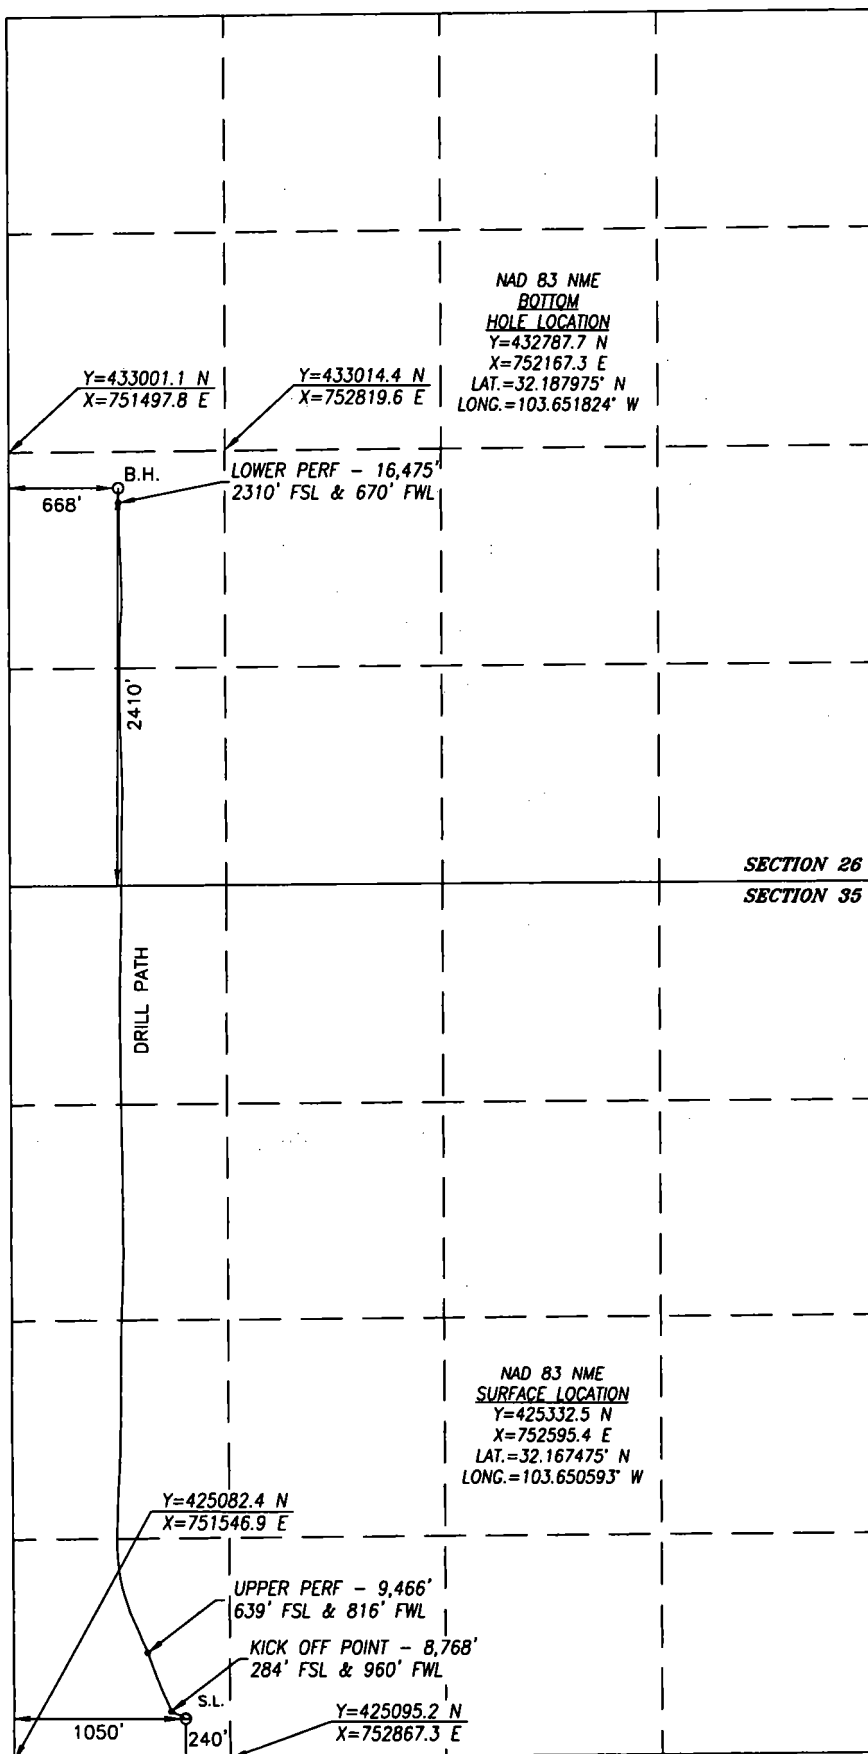 NAD 83 NME
BOTTOM
HOLE LOCATION
Y=432787.7 N
X=752167.3 E
LAT.=32.187975° N
LONG.=103.651824° W
Y=433001.1 N
X=751497.8 E
Y=433014.4 N
X=752819.6 E
B.H.
LOWER PERF - 16,475'
2310' FSL & 670' FWL
668'
2410'
SECTION 26
SECTION 35
DRILL PATH
NAD 83 NME
SURFACE LOCATION
Y=425332.5 N
X=752595.4 E
LAT.=32.167475° N
LONG.=103.650593° W
Y=425082.4 N
X=751546.9 E
UPPER PERF - 9,466'
639' FSL & 816' FWL
KICK OFF POINT - 8,768'
284' FSL & 960' FWL
S.L.
1050'
240'
Y=425095.2 N
X=752867.3 E